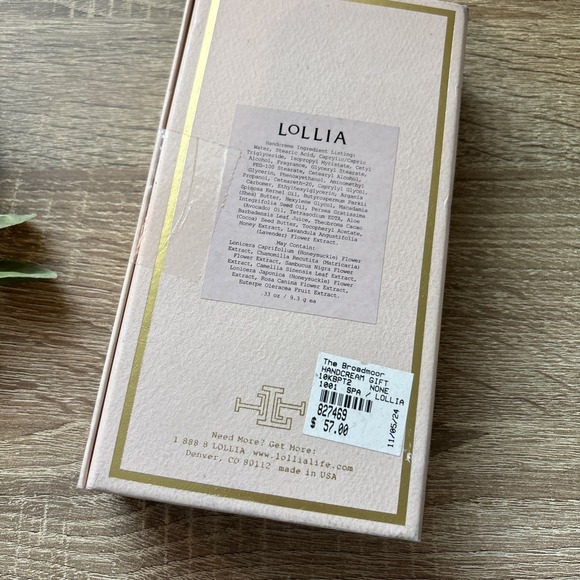 LOLLIA
Handcreme Ingredient Listing:
Water, Stearic Acid, Caprylic/Capric
Triglyceride, Isopropyl Myristate, Cetyl
Alcohol, Fragrance, Glyceryl Stearate,
PEG-100 Stearate, Cetearyl Alcohol,
Glycerin, Phenoxyethanol, Aminomethyl
Propanol, Ceteareth-20, Caprylyl Glycol,
Carbomer, Ethylhexylglycerin, Argania
Spinosa Kernel Oil, Butyrospermum Parkii
(Shea) Butter, Hexylene Glycol, Macadamia
Integrifolia Seed Oil, Persea Gratissima
(Avocado) Oil, Tetrasodium EDTA, Aloe
Barbadensis Leaf Juice, Theobroma Cacao
(Cocoa) Seed Butter, Tocopheryl Acetate,
Honey Extract, Lavandula Angustifolia
(Lavender) Flower Extract.
May Contain:
Lonicera Caprifolium (Honeysuckle) Flower
Extract, Chamomilla Recutita (Matricaria)
Flower Extract, Sambucus Nigra Flower
Extract, Camellia Sinensis Leaf Extract,
Lonicera Japonica (Honeysuckle) Flower
Extract, Rosa Canina Flower Extract,
Euterpe Oleracea Fruit Extract.
.33 oz / 9.3 g ea
The Broadmoor
HANDCREAM GIFT
10KBPT2 NONE
1001 SPA / LOLLIA
827469
$ 57.00
11/05/24
Need More? Get More:
1 888 8 LOLLIA www.lollialife.com
Denver, CO 80112 made in USA